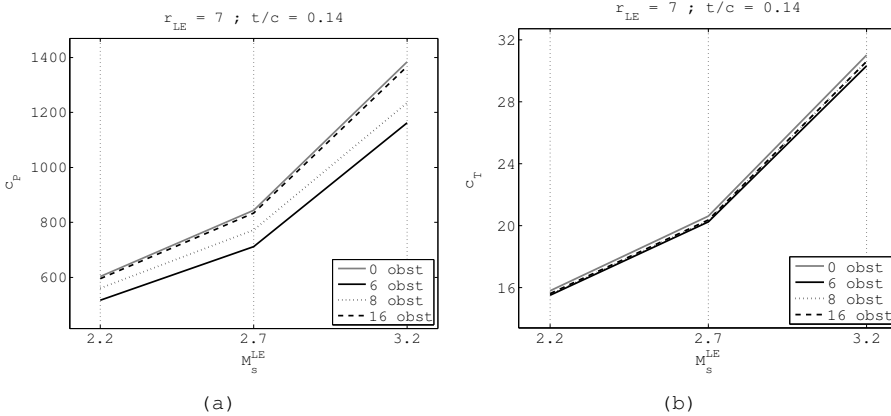 r_LE = 7 ; t/c = 0.14
1400
1200
1000
800
600
c_P
2.2
2.7
3.2
M_s^LE
0 obst
6 obst
8 obst
16 obst
(a)
r_LE = 7 ; t/c = 0.14
32
28
24
20
16
c_T
2.2
2.7
3.2
M_s^LE
0 obst
6 obst
8 obst
16 obst
(b)